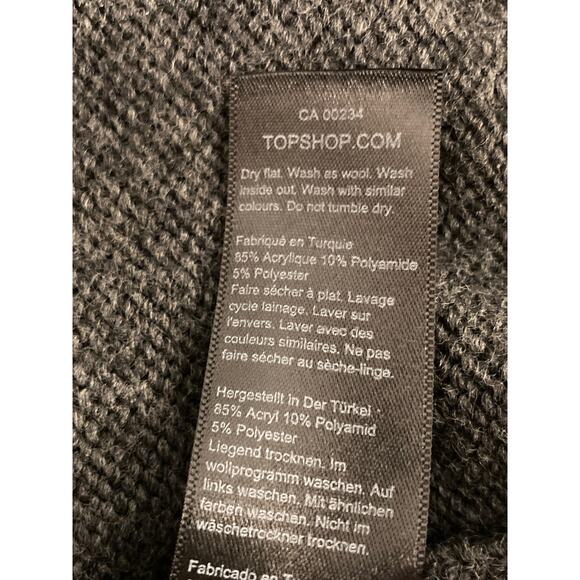 CA 00234
TOPSHOP.COM
Dry flat. Wash as wool. Wash
inside out. Wash with similar
colours. Do not tumble dry.
Fabriqué en Turquie
85% Acrylique 10% Polyamide
5% Polyester
Faire sécher à plat. Lavage
cycle lainage. Laver sur
l'envers. Laver avec des
couleurs similaires. Ne pas
faire sécher au sèche-linge.
Hergestellt in Der Türkei
85% Acryl 10% Polyamid
5% Polyester
Liegend trocknen. Im
wollprogramm waschen. Auf
links waschen. Mit ähnlichen
farben waschen. Nicht im
wäschetrockner trocknen.
Fabricado en